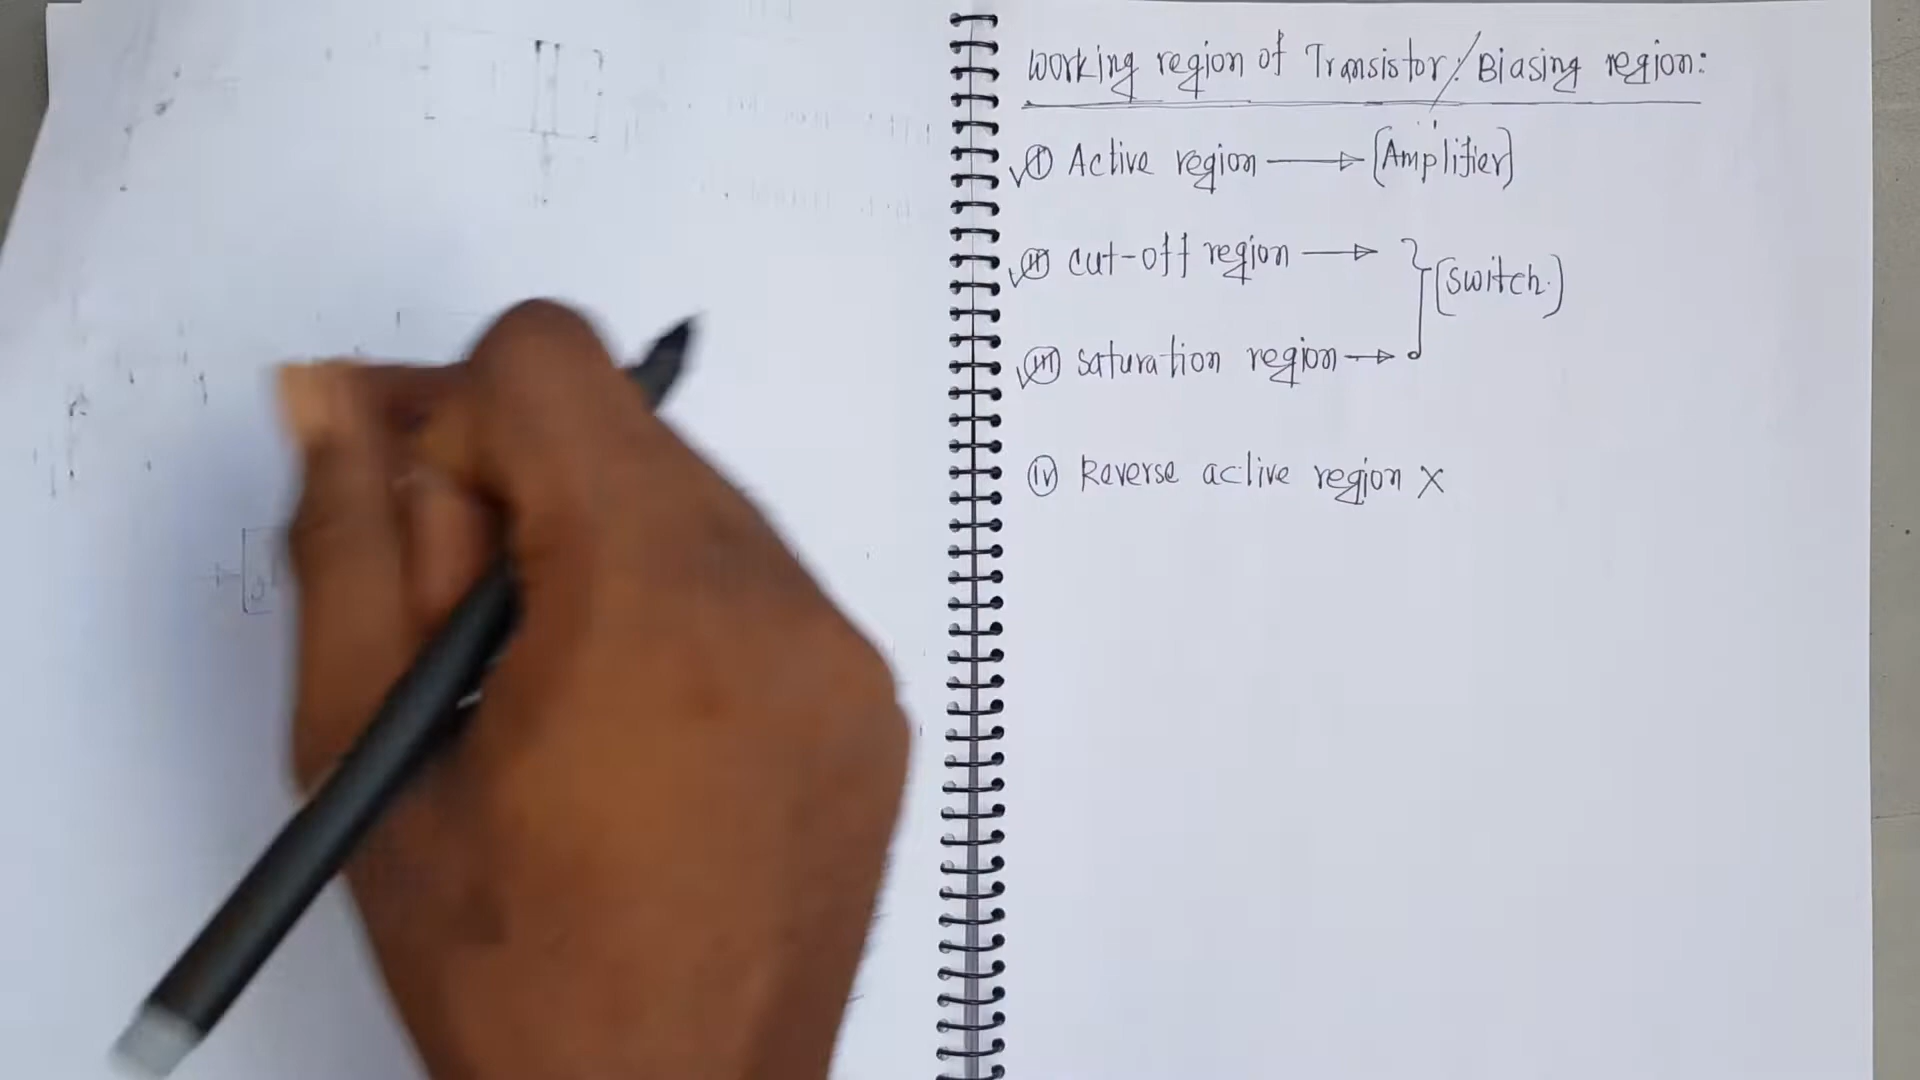 Working region of Transistor/Biasing region:
(I) Active region → (Amplifier)
(II) cut-off region →
(switch.)
(III) saturation region →
(IV) Reverse active region X